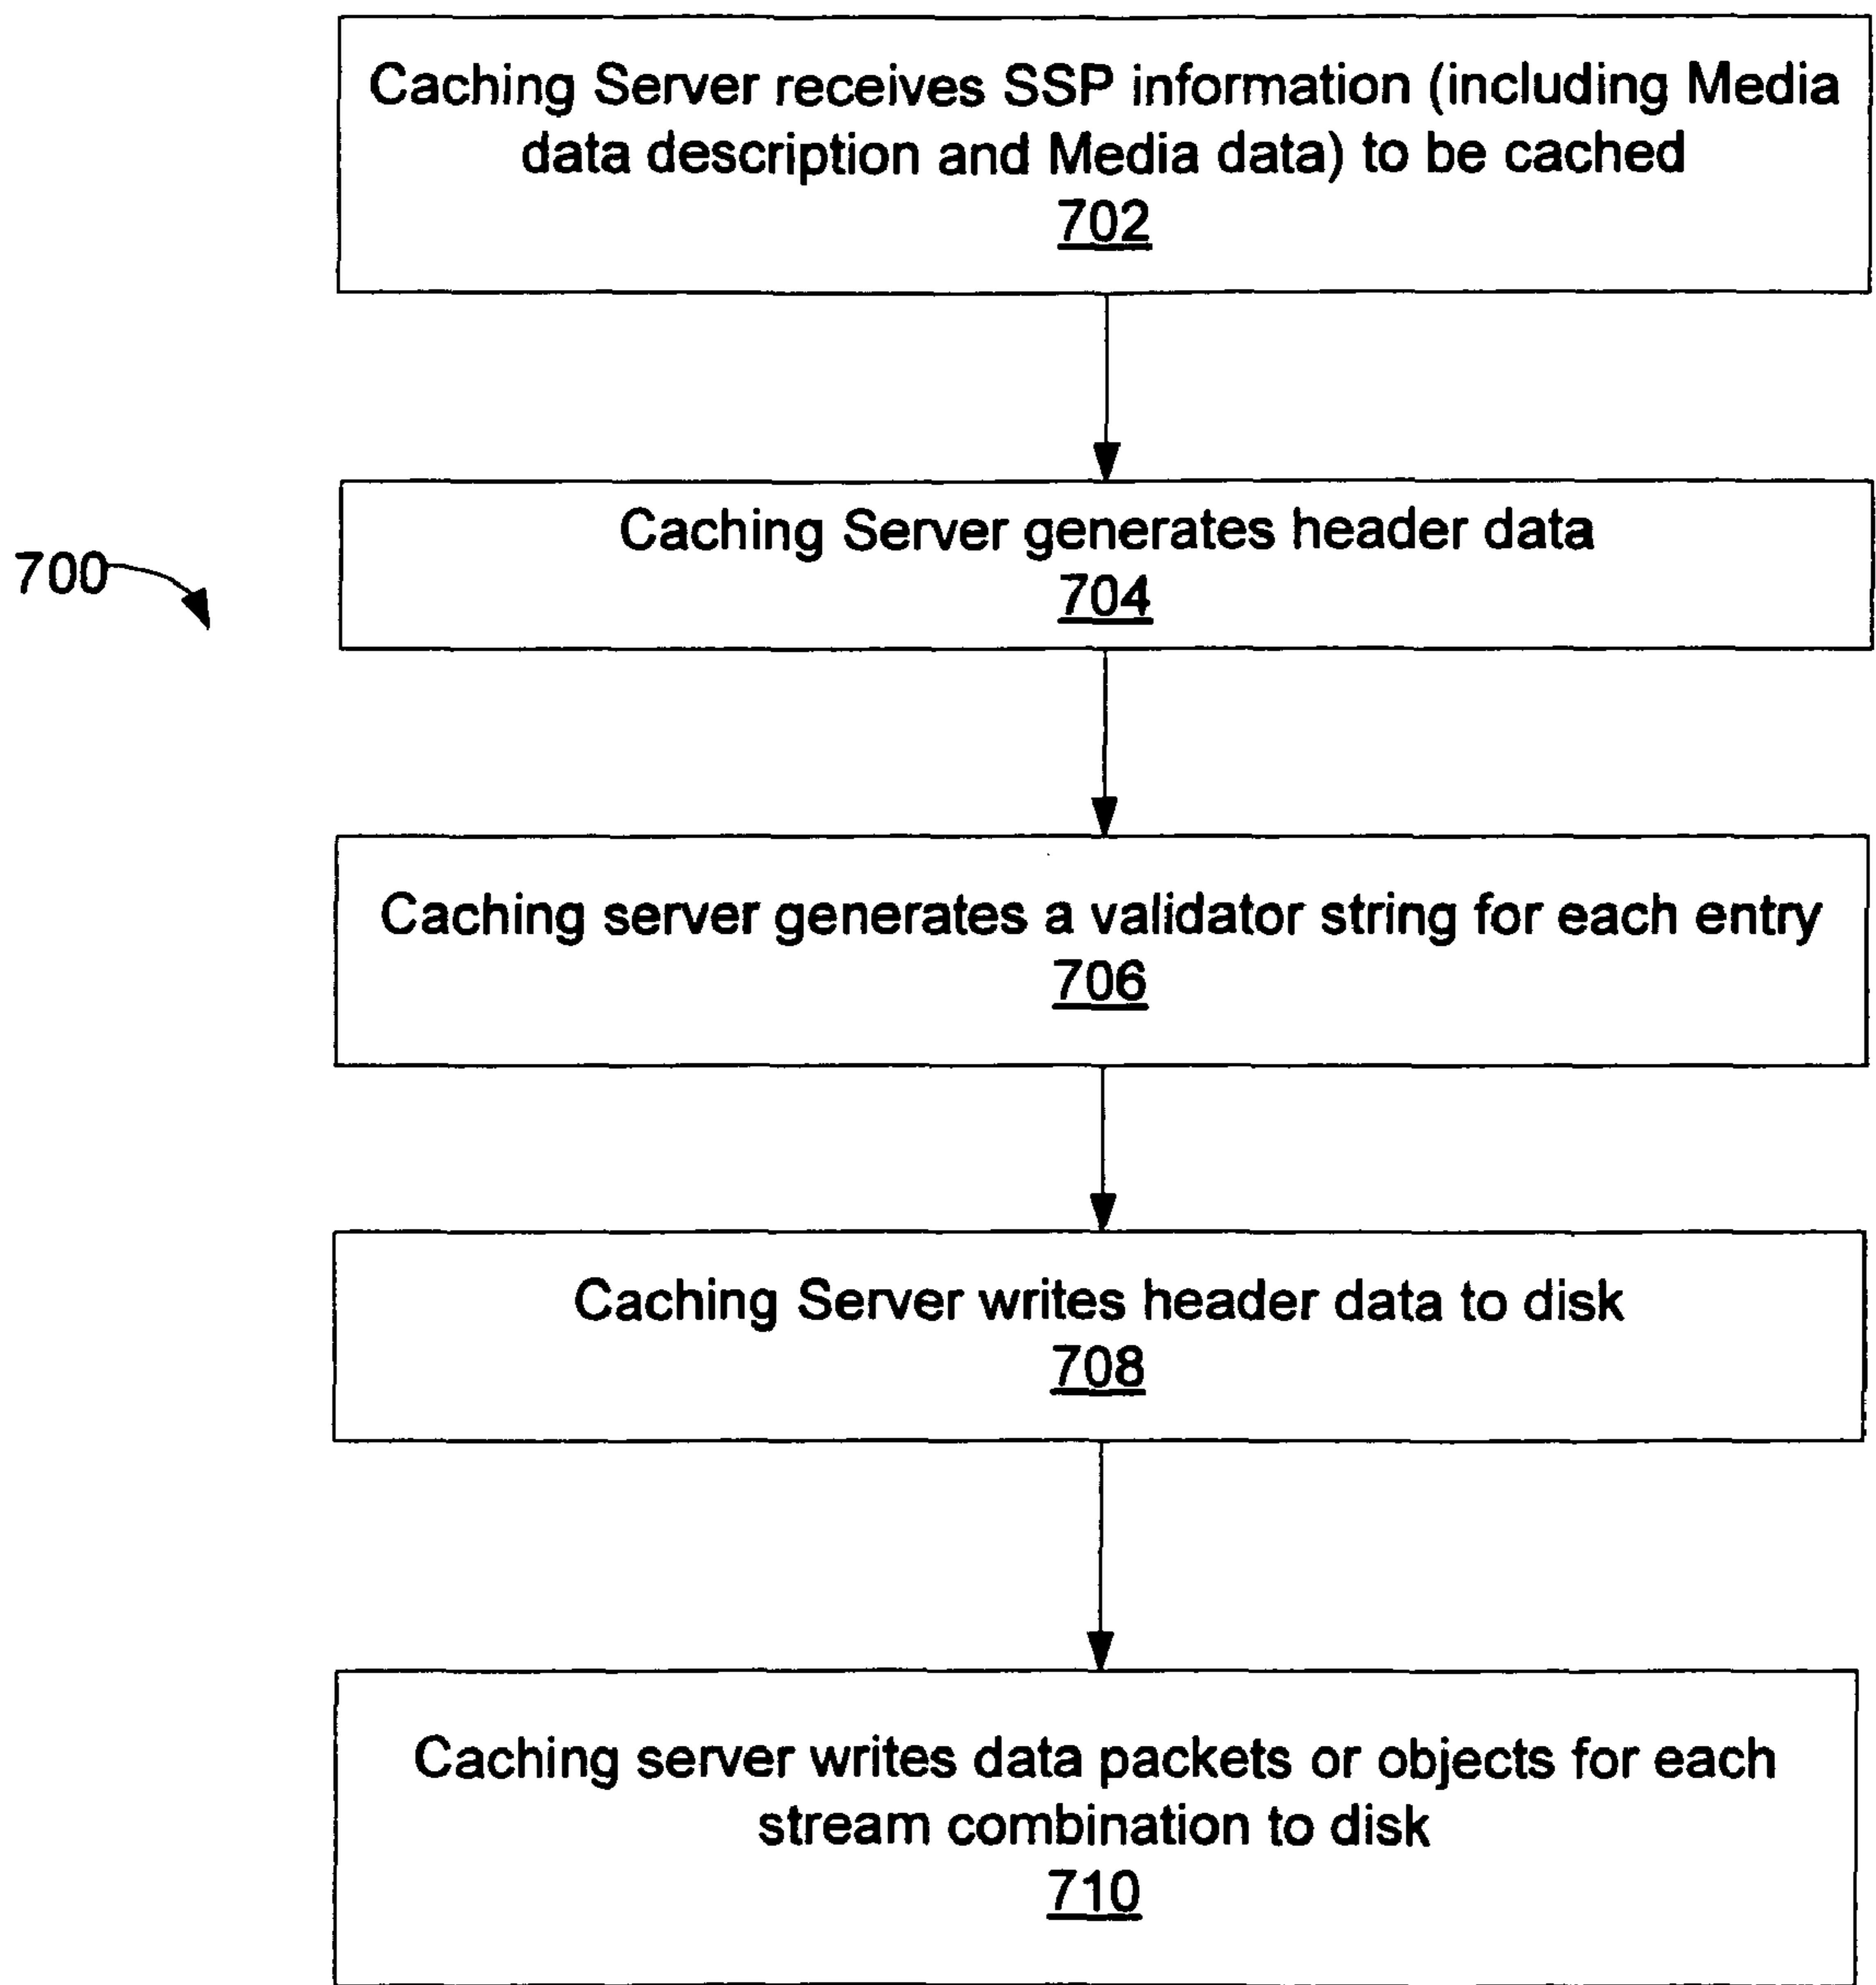 Caching Server receives SSP information (including Media
data description and Media data) to be cached
702
Caching Server generates header data
704
700
Caching server generates a validator string for each entry
706
Caching Server writes header data to disk
708
Caching server writes data packets or objects for each
stream combination to disk
710